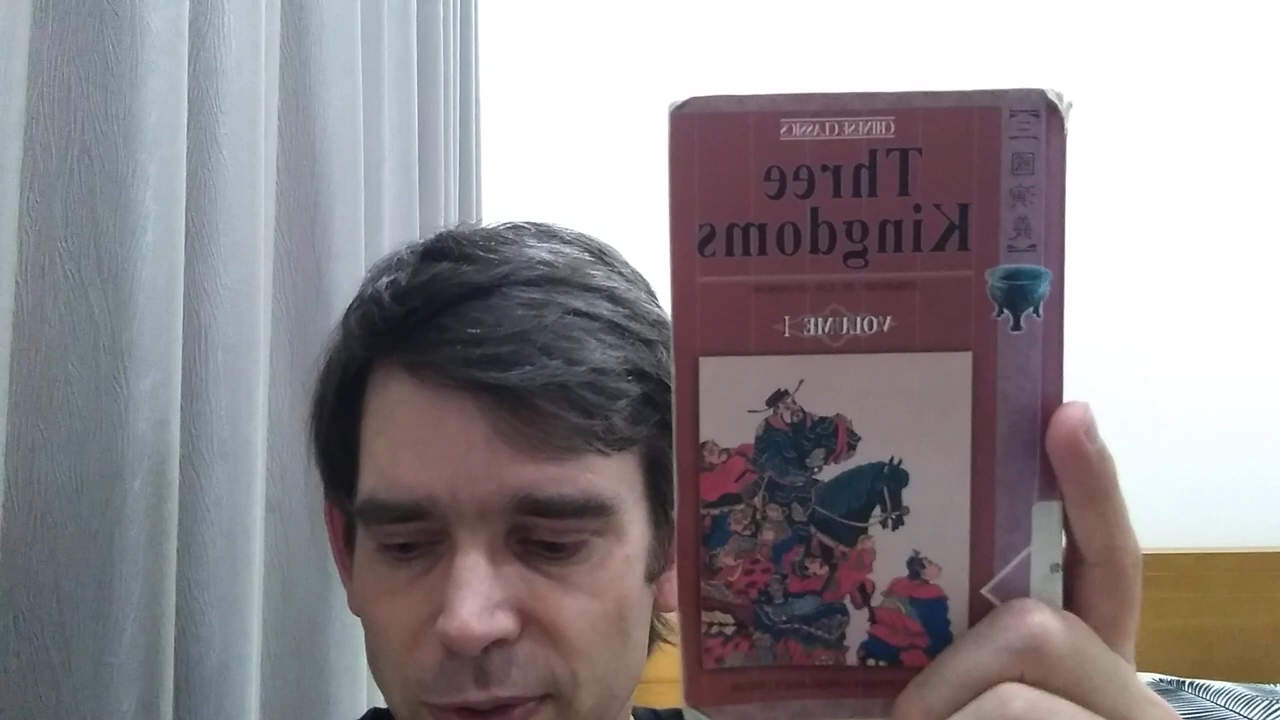 CHINESE CLASSICS
Three
Kingdoms
VOLUME I
【三國演義】